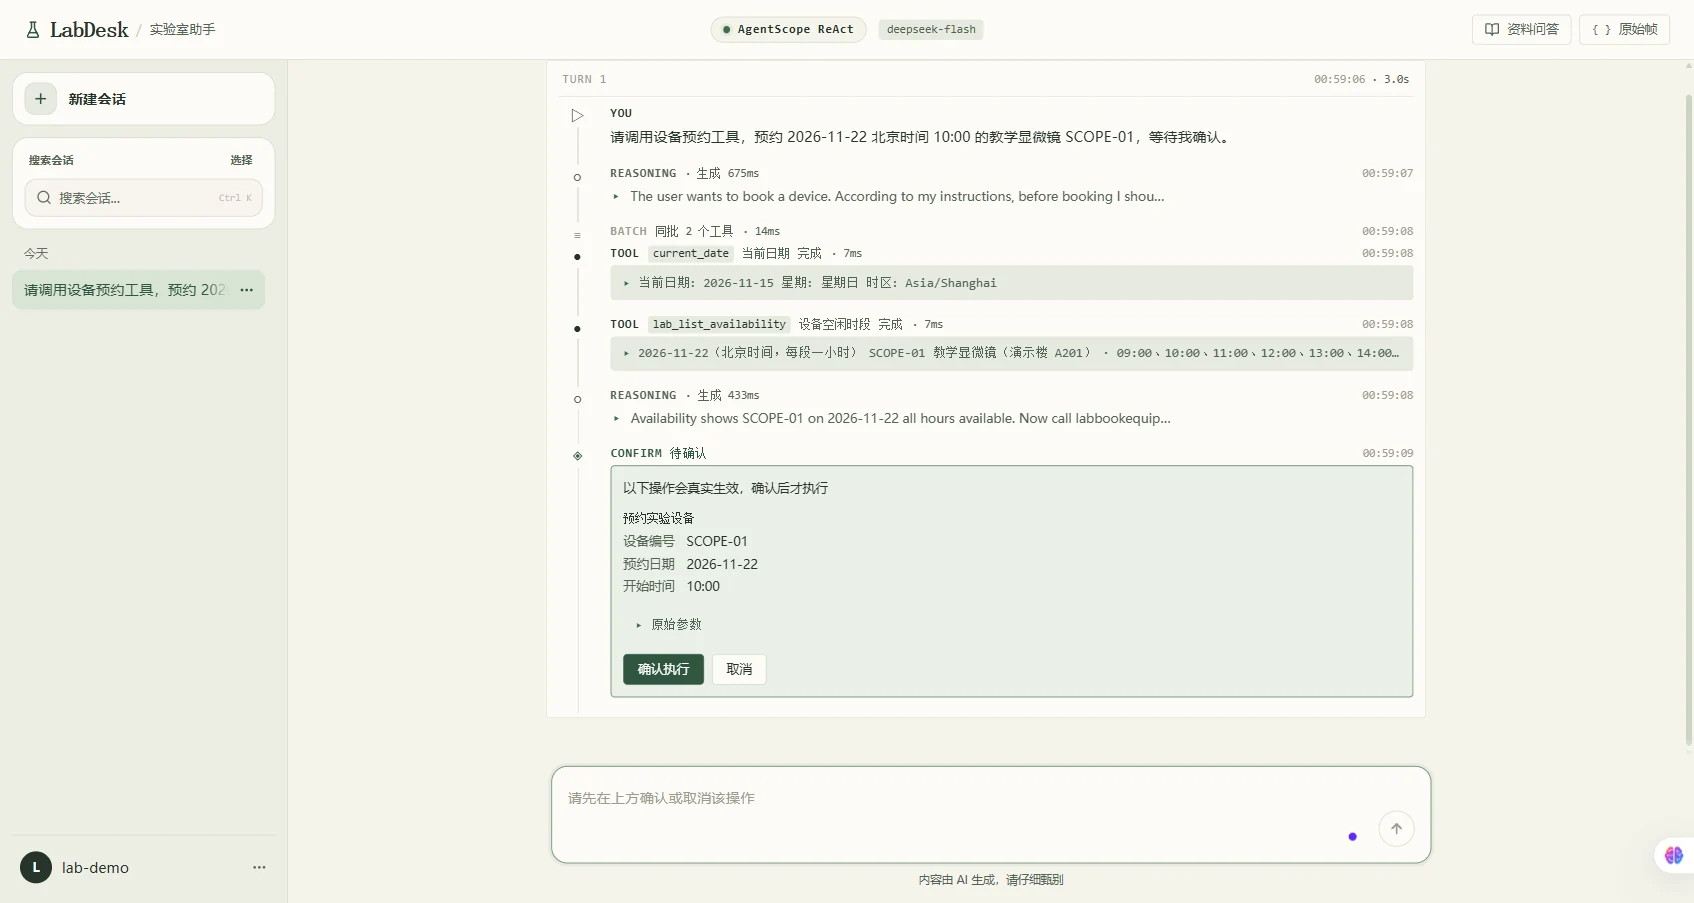 LabDesk / 实验室助手
AgentScope ReAct
deepseek-flash
资料问答
{ } 原始帧
+ 新建会话
搜索会话
选择
搜索会话...
Ctrl K
今天
请调用设备预约工具，预约 202
...
TURN 1
00:59:06 · 3.0s
YOU
请调用设备预约工具，预约 2026-11-22 北京时间 10:00 的教学显微镜 SCOPE-01，等待我确认。
REASONING · 生成 675ms
00:59:07
The user wants to book a device. According to my instructions, before booking I shou...
BATCH 同批 2 个工具 · 14ms
00:59:08
TOOL current_date 当前日期 完成 · 7ms
00:59:08
当前日期: 2026-11-15 星期: 星期日 时区: Asia/Shanghai
TOOL lab_list_availability 设备空闲时段 完成 · 7ms
00:59:08
2026-11-22（北京时间，每段一小时） SCOPE-01 教学显微镜（演示楼 A201） · 09:00、10:00、11:00、12:00、13:00、14:00…
REASONING · 生成 433ms
00:59:08
Availability shows SCOPE-01 on 2026-11-22 all hours available. Now call labbookequip...
CONFIRM 待确认
00:59:09
以下操作会真实生效，确认后才执行
预约实验设备
设备编号 SCOPE-01
预约日期 2026-11-22
开始时间 10:00
原始参数
确认执行
取消
请先在上方确认或取消该操作
内容由 AI 生成，请仔细甄别
L
lab-demo
...